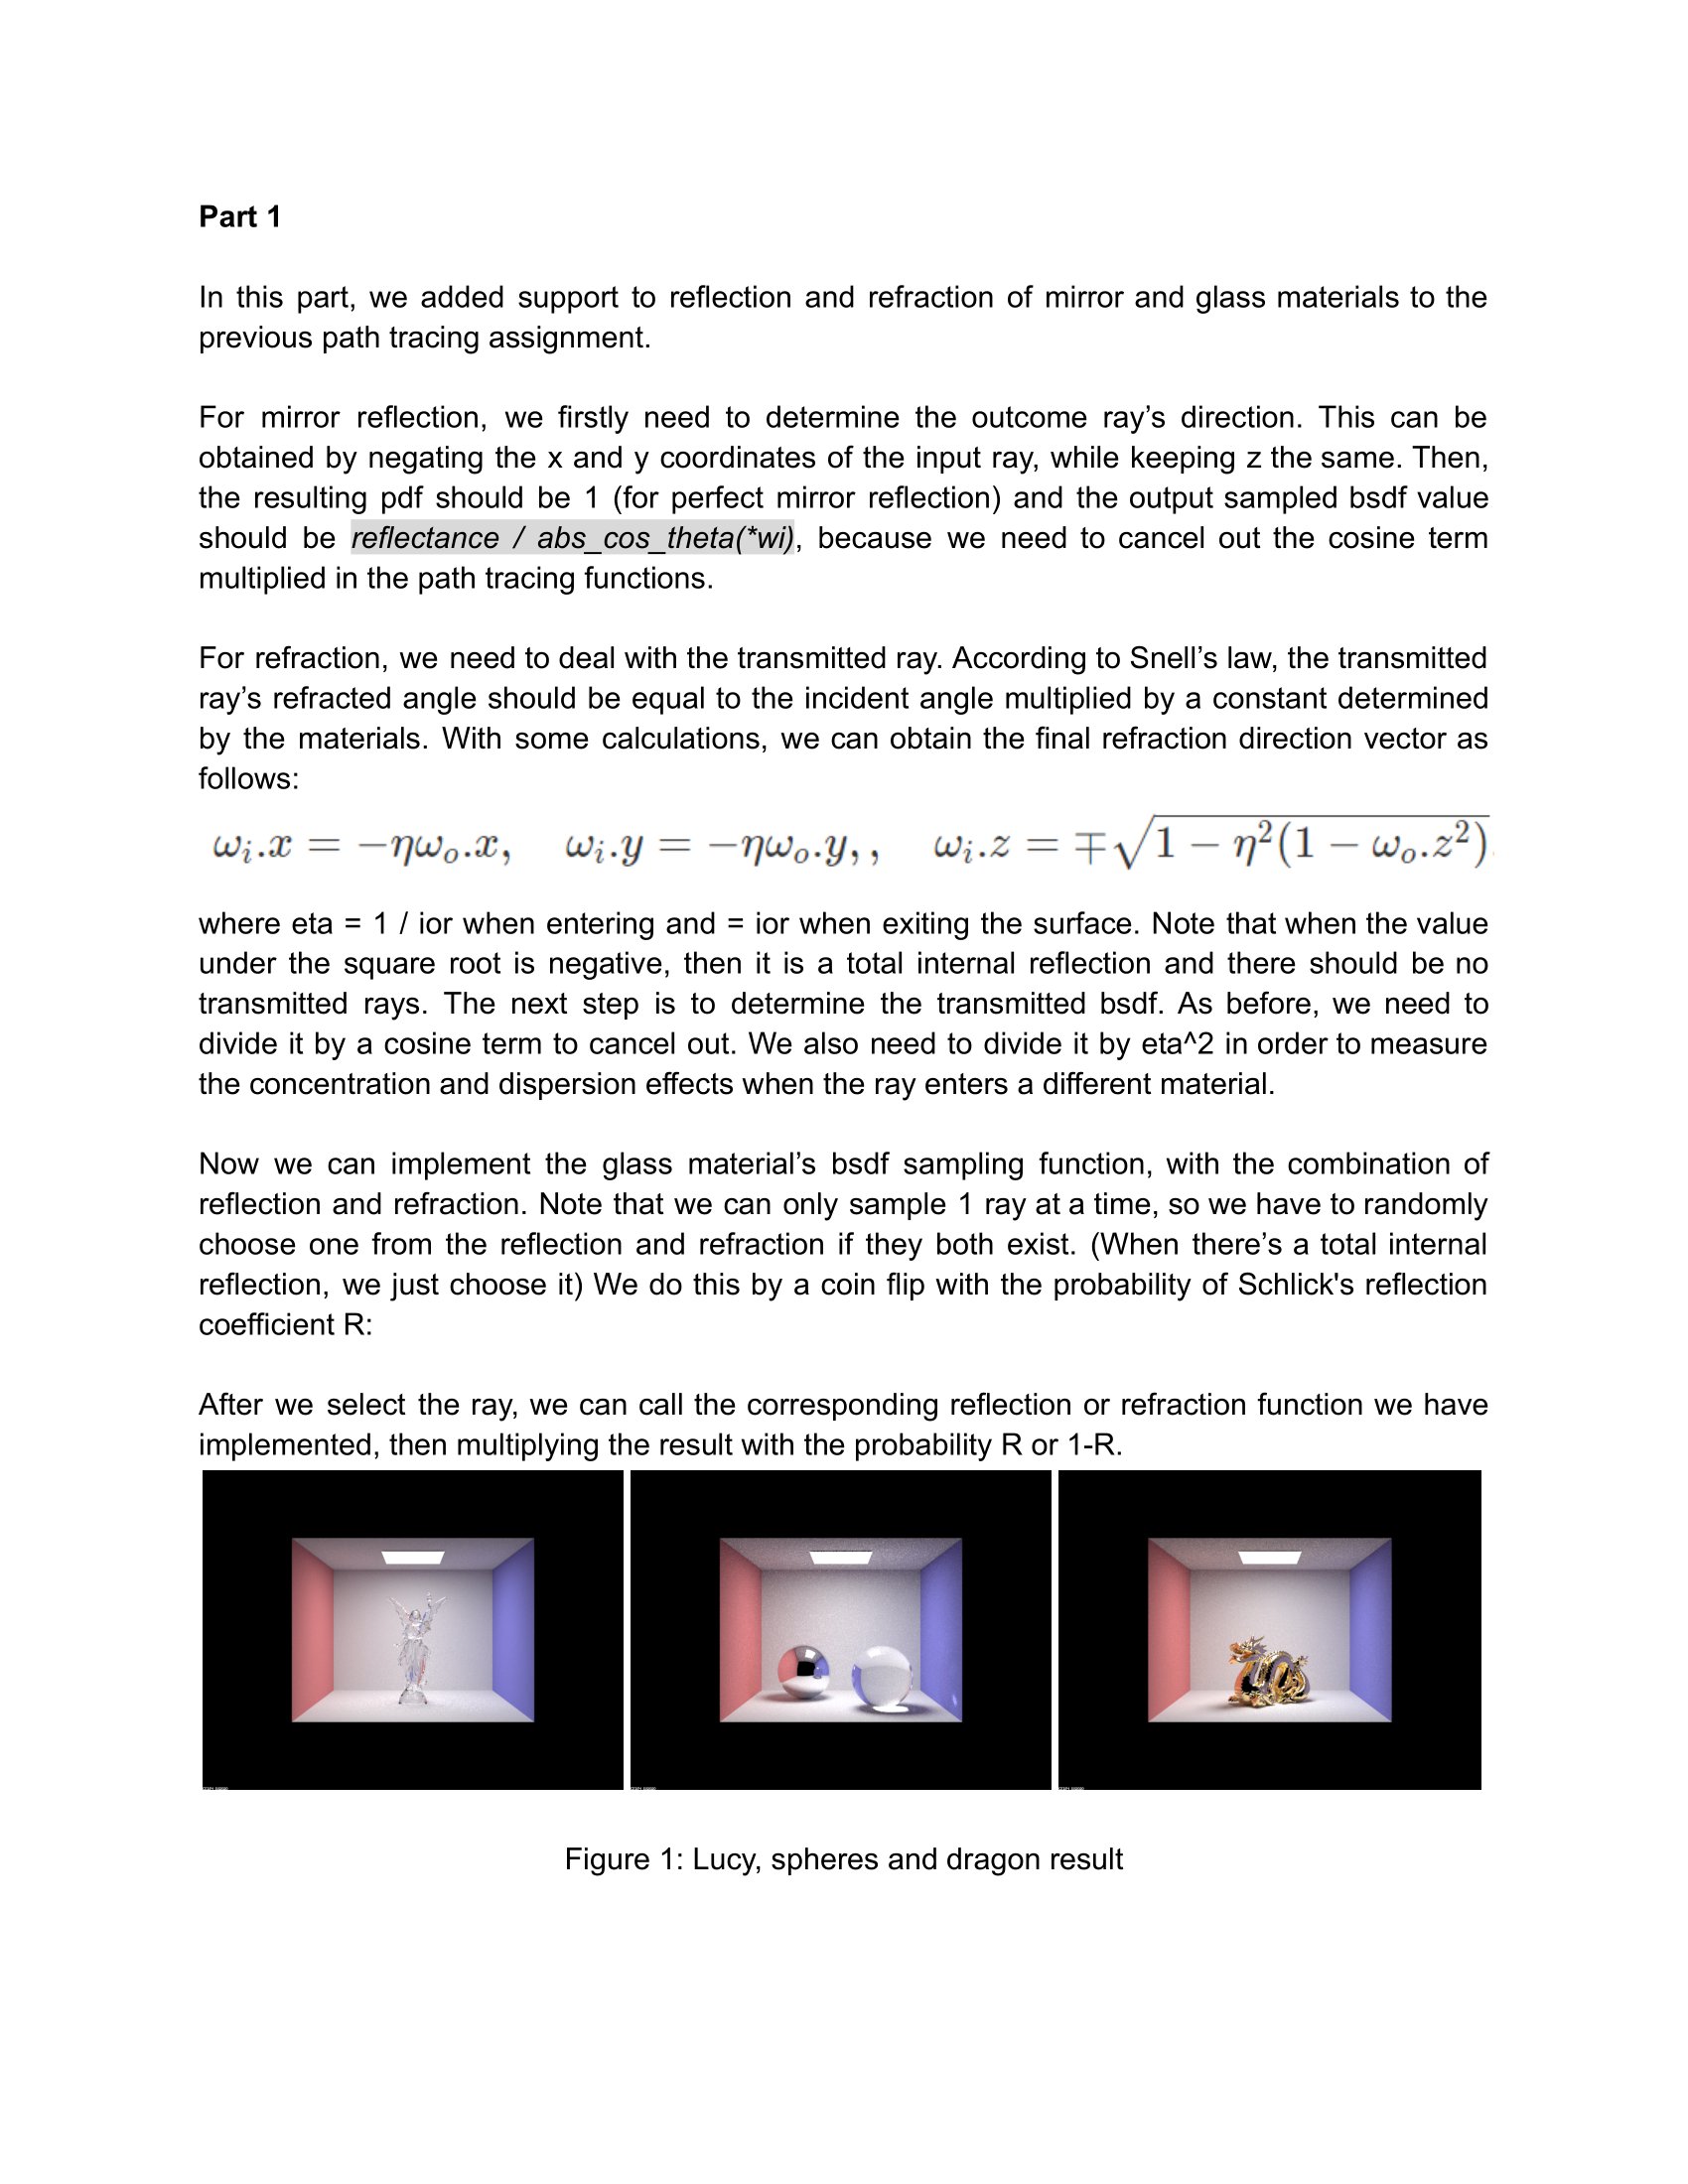 Part 1
In this part, we added support to reflection and refraction of mirror and glass materials to the
previous path tracing assignment.
For mirror reflection, we firstly need to determine the outcome ray’s direction. This can be
obtained by negating the x and y coordinates of the input ray, while keeping z the same. Then,
the resulting pdf should be 1 (for perfect mirror reflection) and the output sampled bsdf value
should be reflectance / abs_cos_theta(*wi), because we need to cancel out the cosine term
multiplied in the path tracing functions.
For refraction, we need to deal with the transmitted ray. According to Snell’s law, the transmitted
ray’s refracted angle should be equal to the incident angle multiplied by a constant determined
by the materials. With some calculations, we can obtain the final refraction direction vector as
follows:
ωᵢ.x = −ηωₒ.x, ωᵢ.y = −ηωₒ.y, , ωᵢ.z = ∓√1 − η²(1 − ωₒ.z²)
where eta = 1 / ior when entering and = ior when exiting the surface. Note that when the value
under the square root is negative, then it is a total internal reflection and there should be no
transmitted rays. The next step is to determine the transmitted bsdf. As before, we need to
divide it by a cosine term to cancel out. We also need to divide it by eta^2 in order to measure
the concentration and dispersion effects when the ray enters a different material.
Now we can implement the glass material’s bsdf sampling function, with the combination of
reflection and refraction. Note that we can only sample 1 ray at a time, so we have to randomly
choose one from the reflection and refraction if they both exist. (When there’s a total internal
reflection, we just choose it) We do this by a coin flip with the probability of Schlick's reflection
coefficient R:
After we select the ray, we can call the corresponding reflection or refraction function we have
implemented, then multiplying the result with the probability R or 1-R.
Figure 1: Lucy, spheres and dragon result